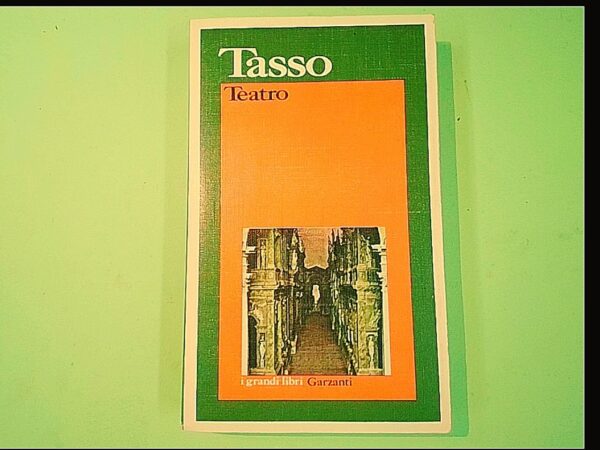 Tasso
Teatro
i grandi libri Garzanti